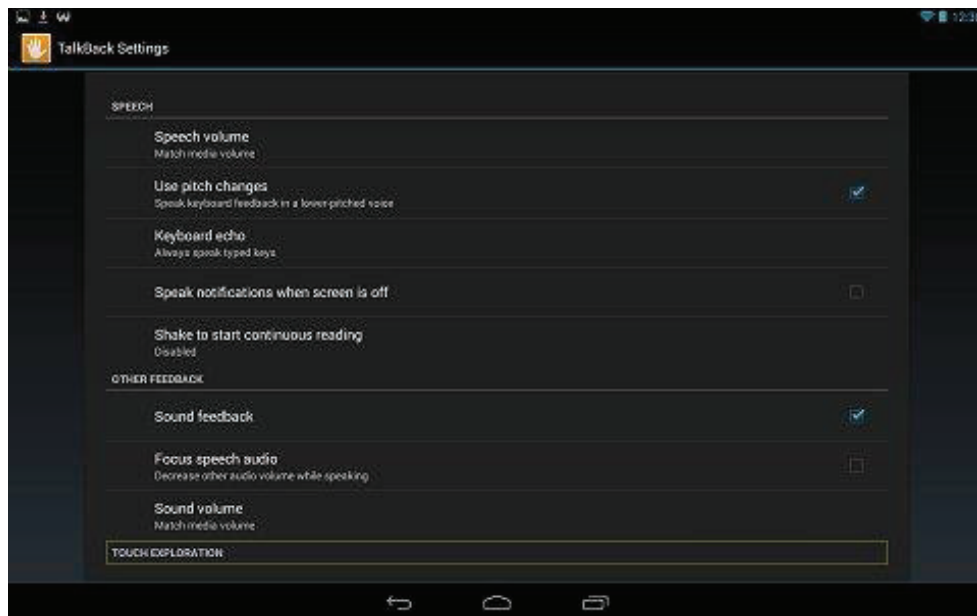 TalkBack Settings
SPEECH
Speech volume
Match media volume
Use pitch changes
Speak keyboard feedback in a lower-pitched voice
Keyboard echo
Always speak typed keys
Speak notifications when screen is off
Shake to start continuous reading
Disabled
OTHER FEEDBACK
Sound feedback
Focus speech audio
Decrease other audio volume while speaking
Sound volume
Match media volume
TOUCH EXPLORATION